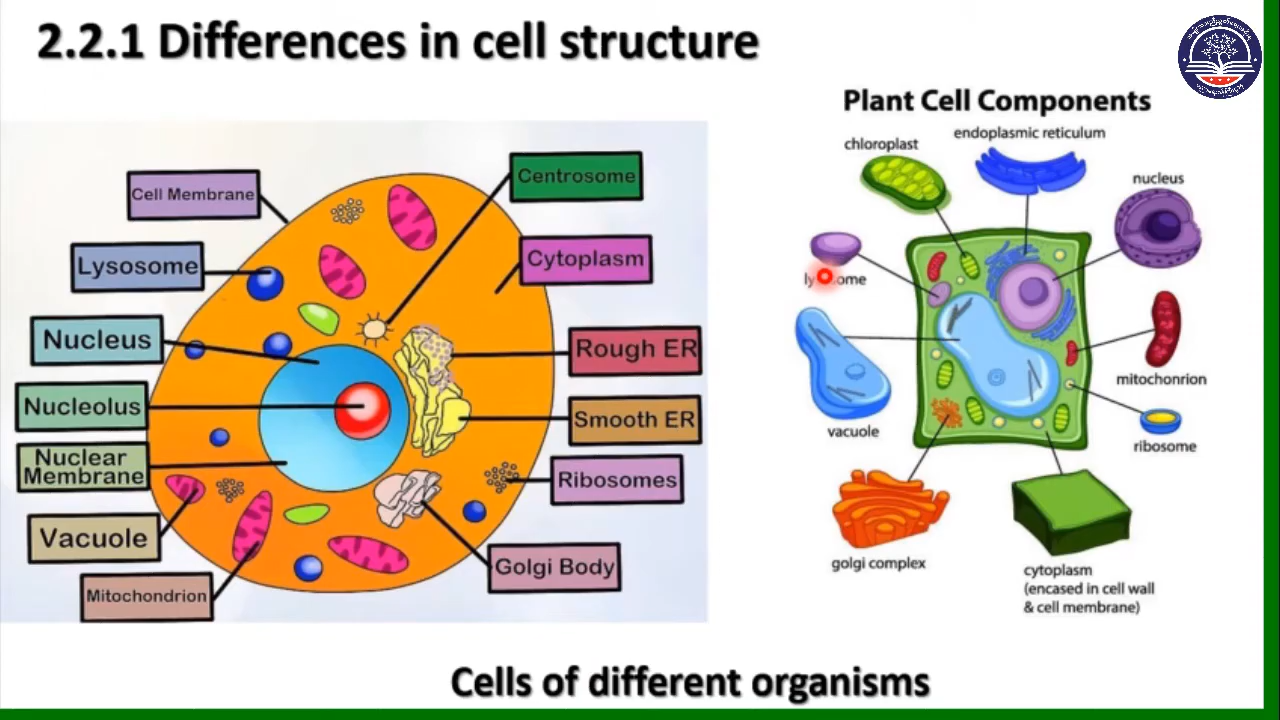 2.2.1 Differences in cell structure
Cell Membrane
Lysosome
Nucleus
Nucleolus
Nuclear
Membrane
Vacuole
Mitochondrion
Centrosome
Cytoplasm
Rough ER
Smooth ER
Ribosomes
Golgi Body
Plant Cell Components
chloroplast
endoplasmic reticulum
nucleus
vacuole
mitochonrion
ribosome
golgi complex
cytoplasm
(encased in cell wall
& cell membrane)
Cells of different organisms